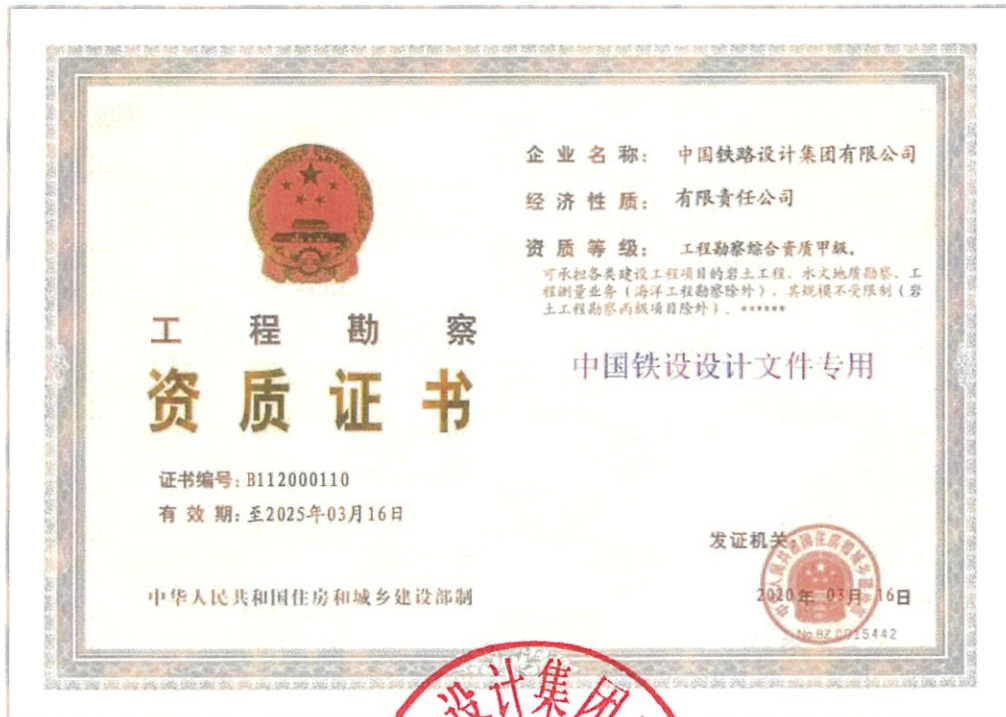 工程勘察
资质证书
证书编号: B112000110
有效期: 至2025年03月16日
中华人民共和国住房和城乡建设部制
企业名称: 中国铁路设计集团有限公司
经济性质: 有限责任公司
资质等级: 工程勘察综合资质甲级。
可承担各类建设工程项目的岩土工程、水文地质勘察、工
程测量业务(海洋工程勘察除外),其规模不受限制(岩
土工程勘察丙级项目除外)。******
中国铁设设计文件专用
发证机关:
2020年 03月 16日
No.BZ 0015442
设计集团